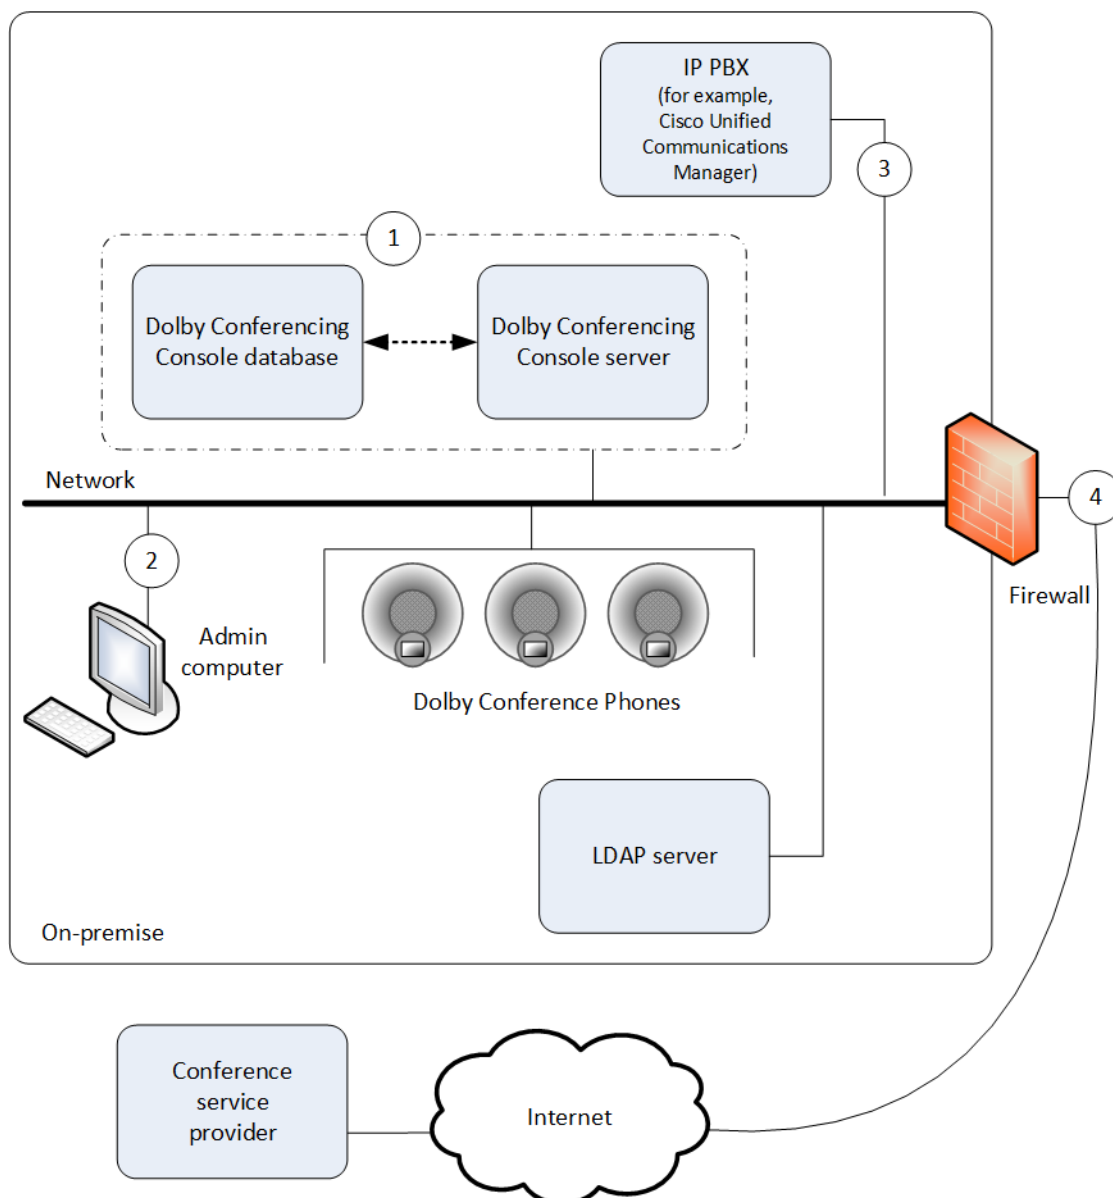 IP PBX
(for example,
Cisco Unified
Communications
Manager)
3
1
Dolby Conferencing
Console database
Dolby Conferencing
Console server
Network
4
2
Firewall
Admin
computer
Dolby Conference Phones
LDAP server
On-premise
Conference
service
provider
Internet